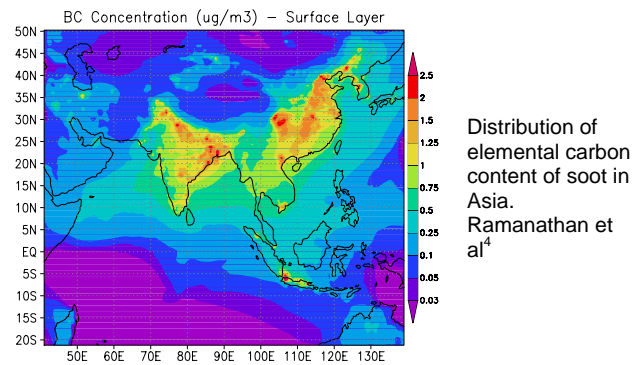 BC Concentration (ug/m3) – Surface Layer
50N
45N
40N
35N
30N
25N
20N
15N
10N
5N
EQ
5S
10S
15S
20S
50E 60E 70E 80E 90E 100E 110E 120E 130E
2.5
2
1.5
1.25
1
0.75
0.5
0.25
0.1
0.05
0.03
Distribution of
elemental carbon
content of soot in
Asia.
Ramanathan et
al⁴